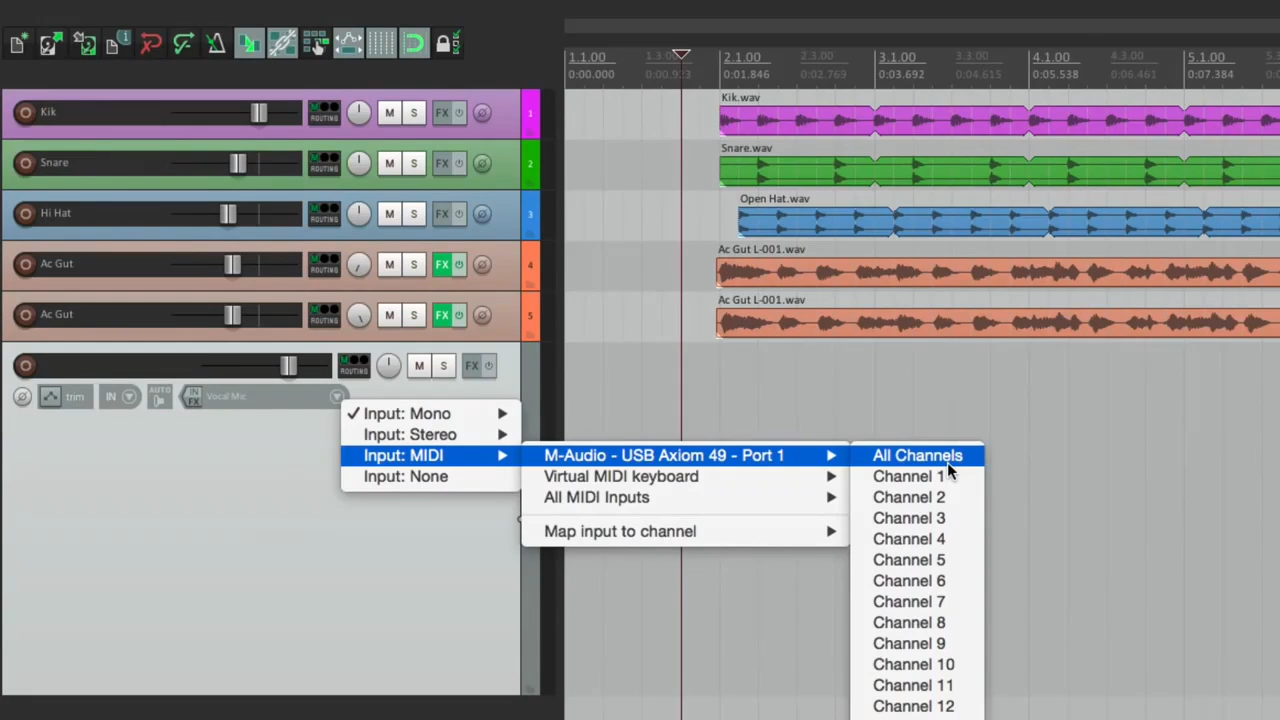 1.1.00 1.3.00 2.1.00 2.3.00 3.1.00 3.3.00 4.1.00 4.3.00 5.1.00
0:00.000 0:00.923 0:01.846 0:02.769 0:03.692 0:04.615 0:05.538 0:06.461 0:07.384
Kik ROUTING M S FX 1
Kik.wav
Snare ROUTING M S FX 2
Snare.wav
Hi Hat ROUTING M S FX 3
Open Hat.wav
Ac Gut ROUTING M S FX 4
Ac Gut L-001.wav
Ac Gut ROUTING M S FX 5
Ac Gut L-001.wav
ROUTING M S FX
trim IN AUTO IN FX Vocal Mic
Input: Mono
Input: Stereo
Input: MIDI
Input: None
M-Audio - USB Axiom 49 - Port 1
Virtual MIDI keyboard
All MIDI Inputs
Map input to channel
All Channels
Channel 1
Channel 2
Channel 3
Channel 4
Channel 5
Channel 6
Channel 7
Channel 8
Channel 9
Channel 10
Channel 11
Channel 12